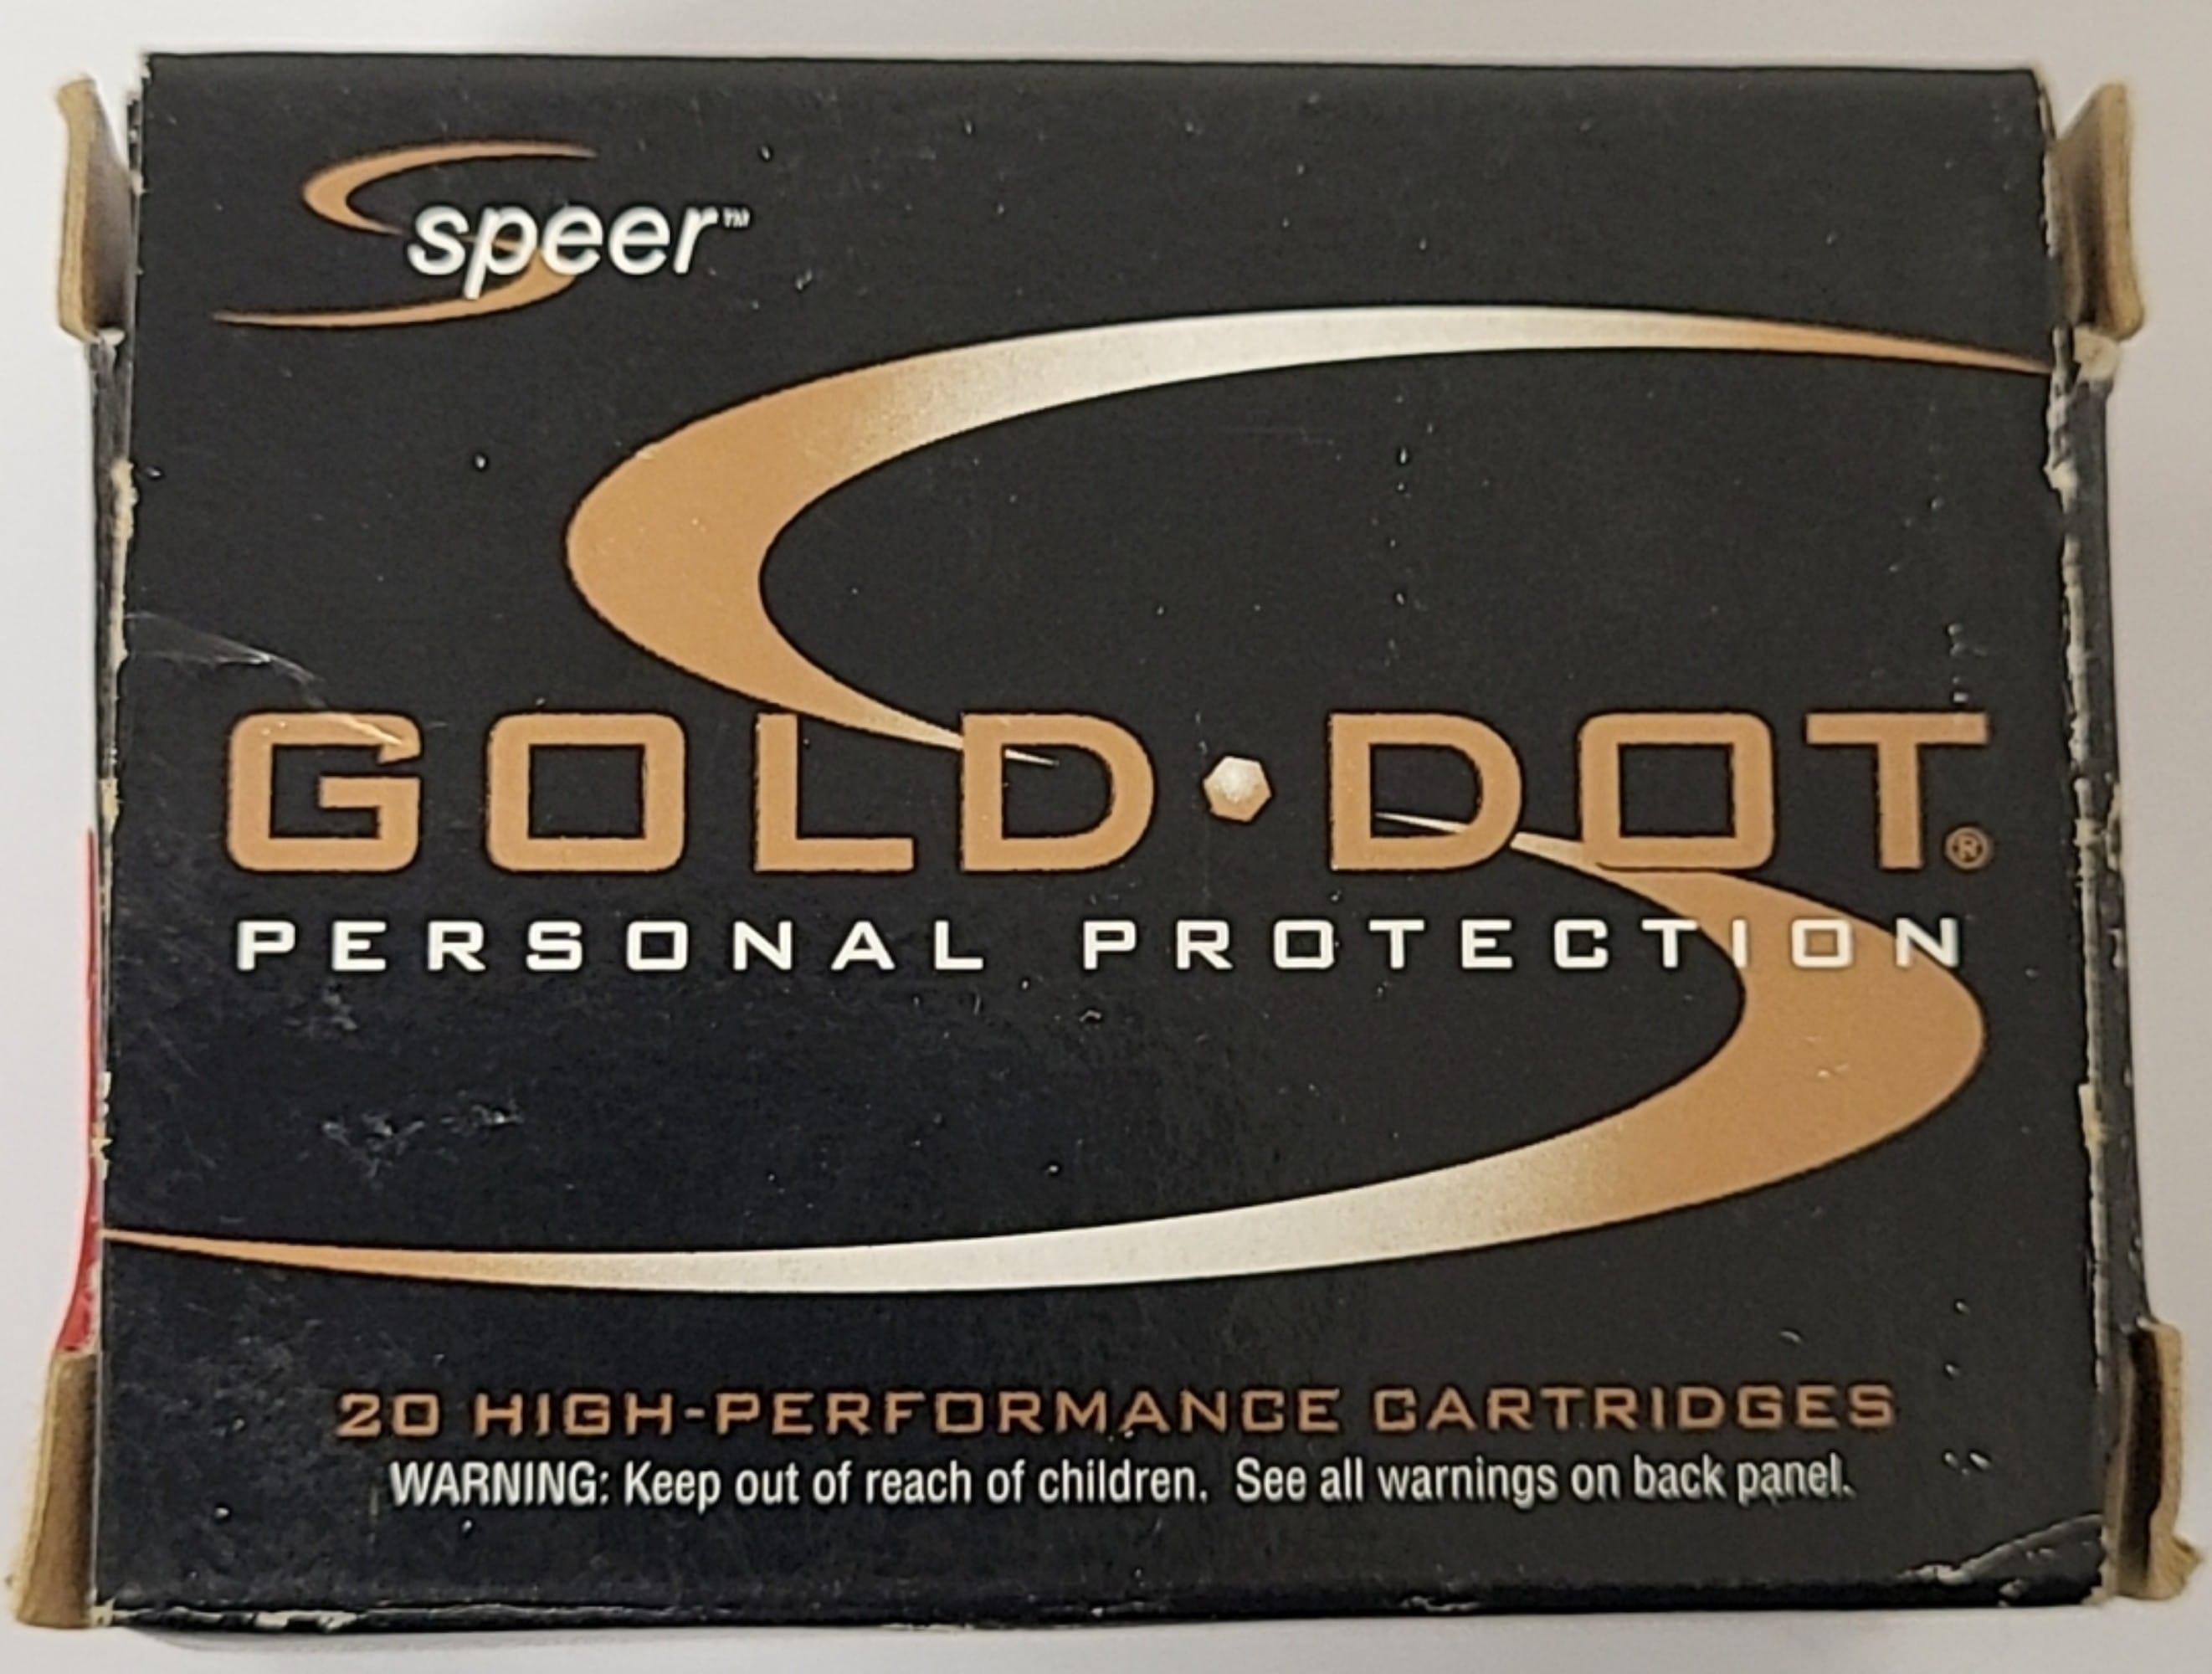 speer™
GOLD•DOT®
PERSONAL PROTECTION
20 HIGH-PERFORMANCE CARTRIDGES
WARNING: Keep out of reach of children. See all warnings on back panel.